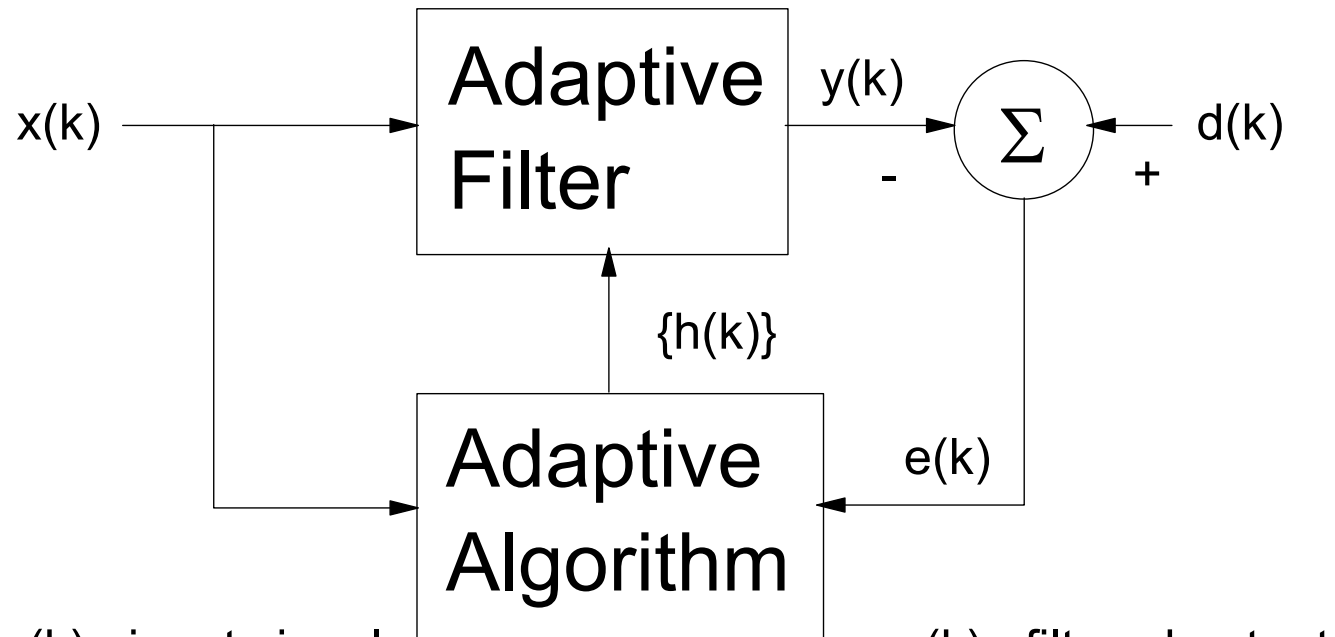 Adaptive
Filter
x(k)
y(k)
Σ
d(k)
-
+
{h(k)}
Adaptive
Algorithm
e(k)